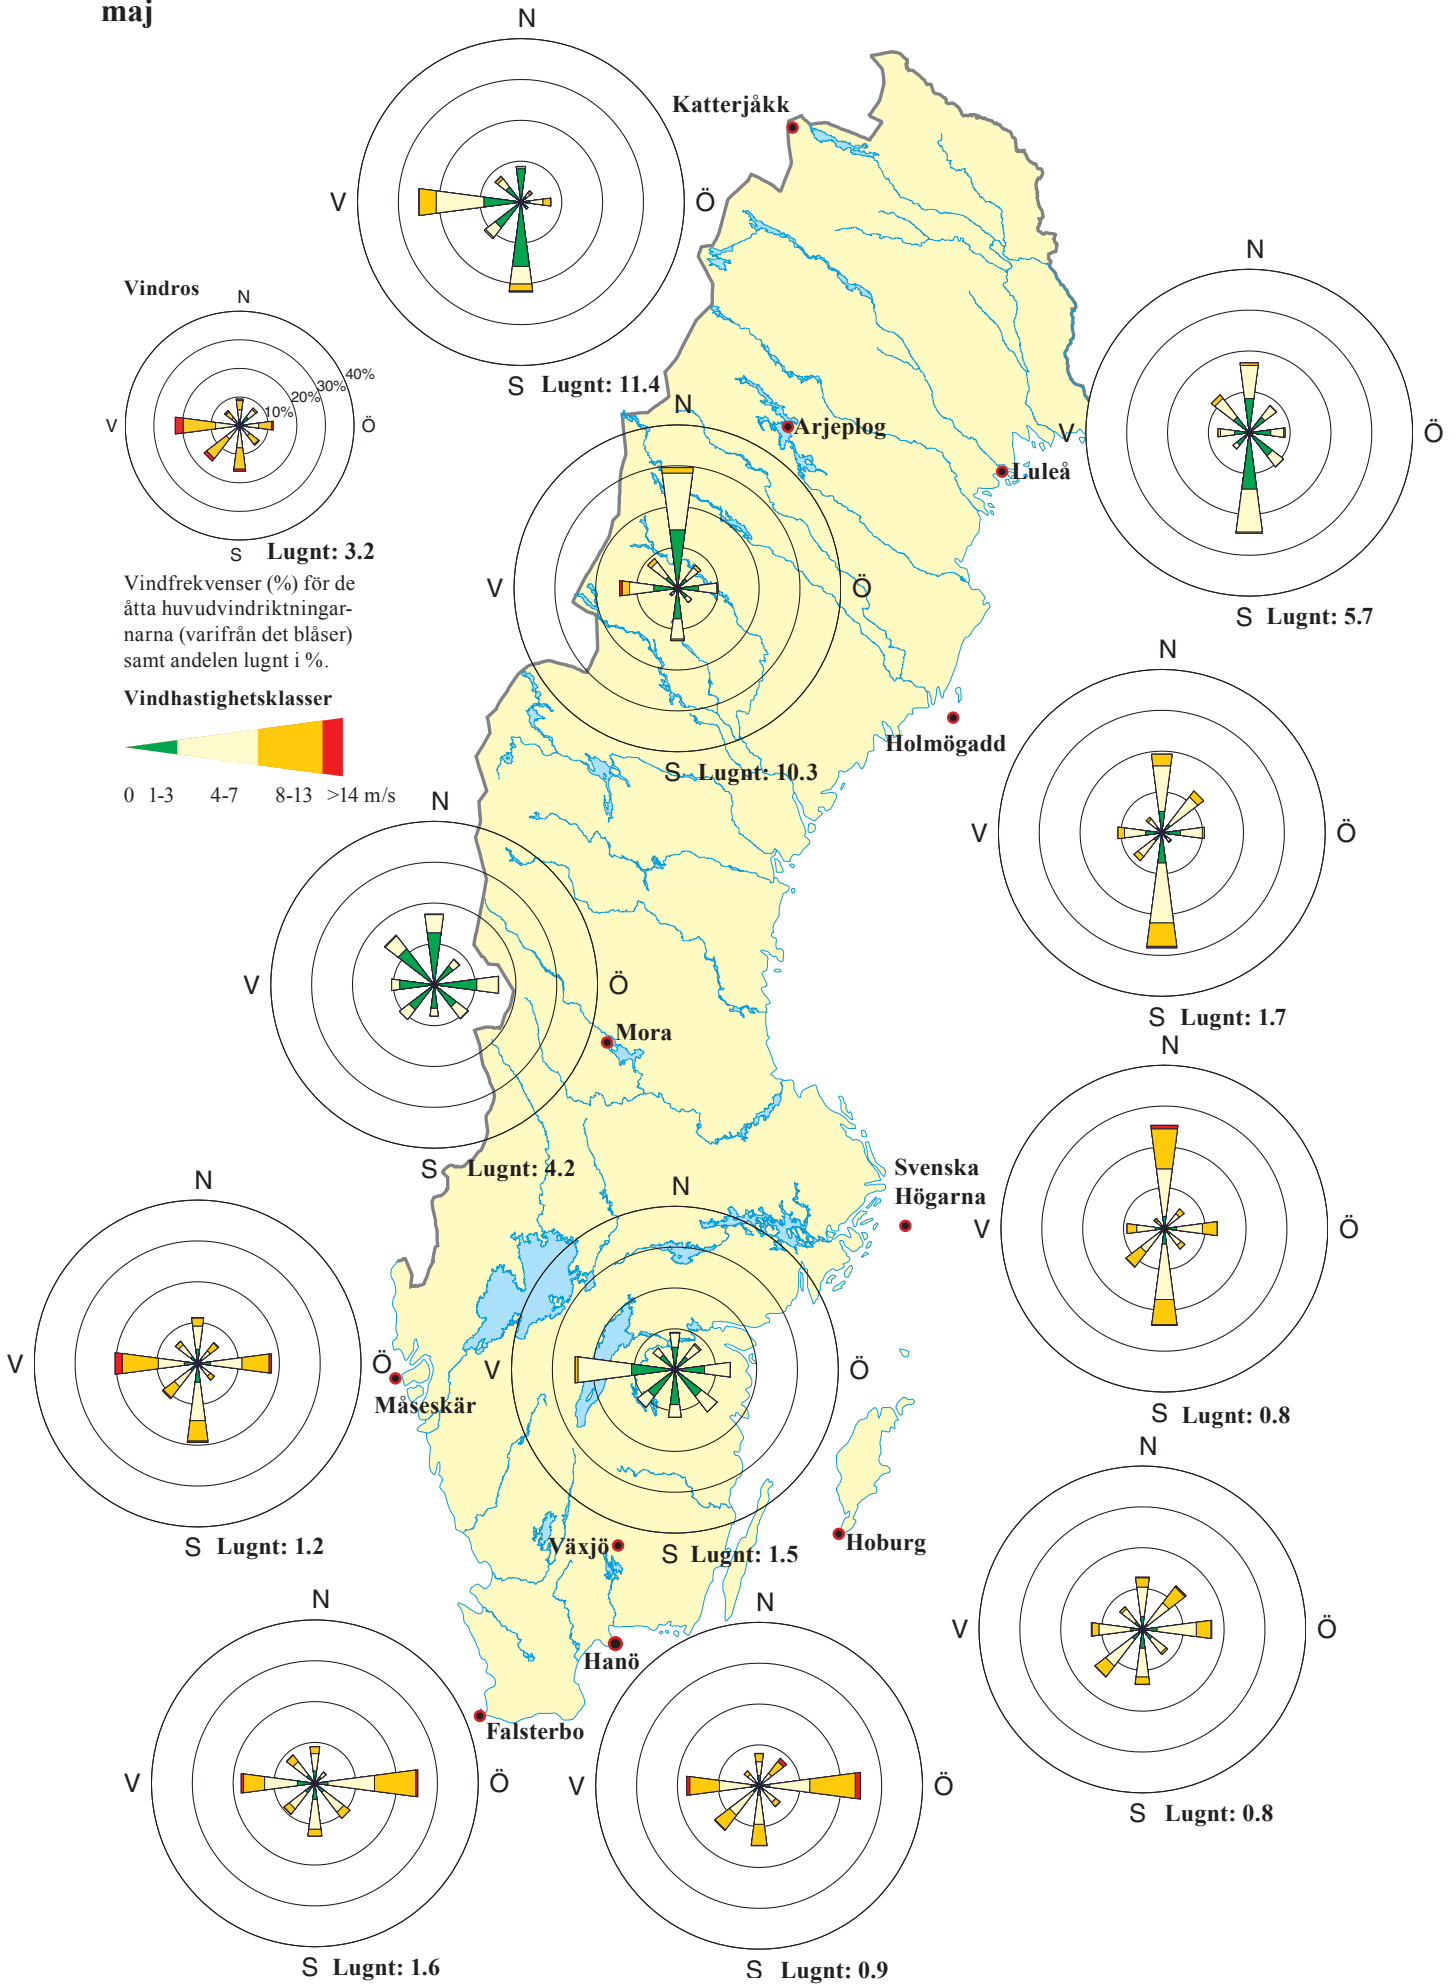 maj
N
V
Ö
S Lugnt: 11.4
Katterjåkk
Vindros
N
V
Ö
10%
20%
30%
40%
S Lugnt: 3.2
Vindfrekvenser (%) för de
åtta huvudvindriktningar-
narna (varifrån det blåser)
samt andelen lugnt i %.
Vindhastighetsklasser
0 1-3 4-7 8-13 >14 m/s
N
V
Ö
S Lugnt: 5.7
Arjeplog
Luleå
N
V
Ö
S Lugnt: 10.3
Holmögadd
N
V
Ö
S Lugnt: 1.7
N
V
Ö
S Lugnt: 4.2
Mora
N
V
Ö
S Lugnt: 0.8
Svenska
Högarna
N
V
Ö
S Lugnt: 1.2
Måseskär
N
V
Ö
S Lugnt: 1.5
Växjö
Hoburg
N
V
Ö
S Lugnt: 0.8
Hanö
Falsterbo
N
V
Ö
S Lugnt: 1.6
N
V
Ö
S Lugnt: 0.9